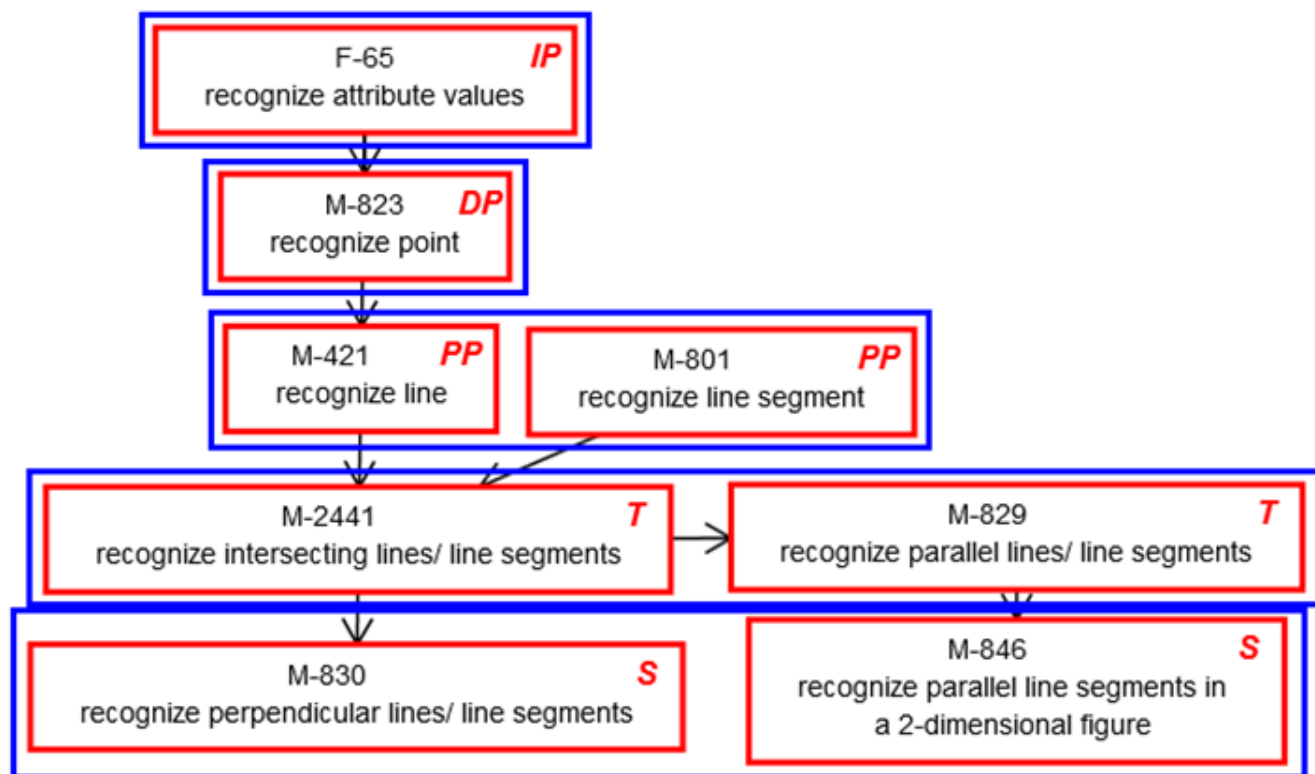 F-65 IP
recognize attribute values
M-823 DP
recognize point
M-421 PP
recognize line
M-801 PP
recognize line segment
M-2441 T
recognize intersecting lines/ line segments
M-829 T
recognize parallel lines/ line segments
M-830 S
recognize perpendicular lines/ line segments
M-846 S
recognize parallel line segments in
a 2-dimensional figure